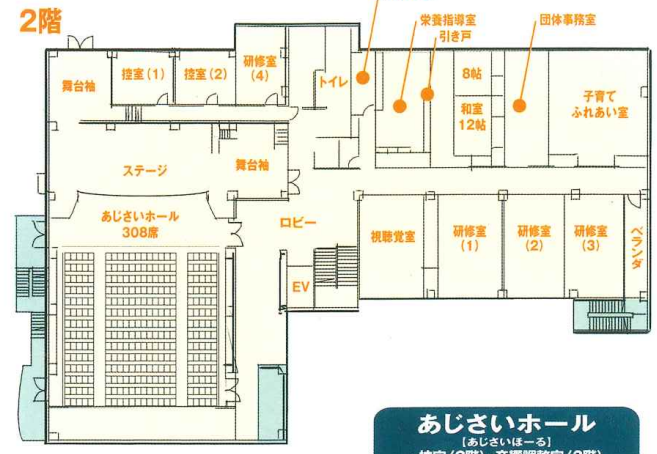 2階
栄養指導室
引き戸
団体事務室
舞台袖
控室(1)
控室(2)
研修室
(4)
トイレ
8帖
和室
12帖
子育て
ふれあい室
ステージ
舞台袖
あじさいホール
308席
ロビー
視聴覚室
研修室
(1)
研修室
(2)
研修室
(3)
ベランダ
EV
あじさいホール
【あじさいほーる】